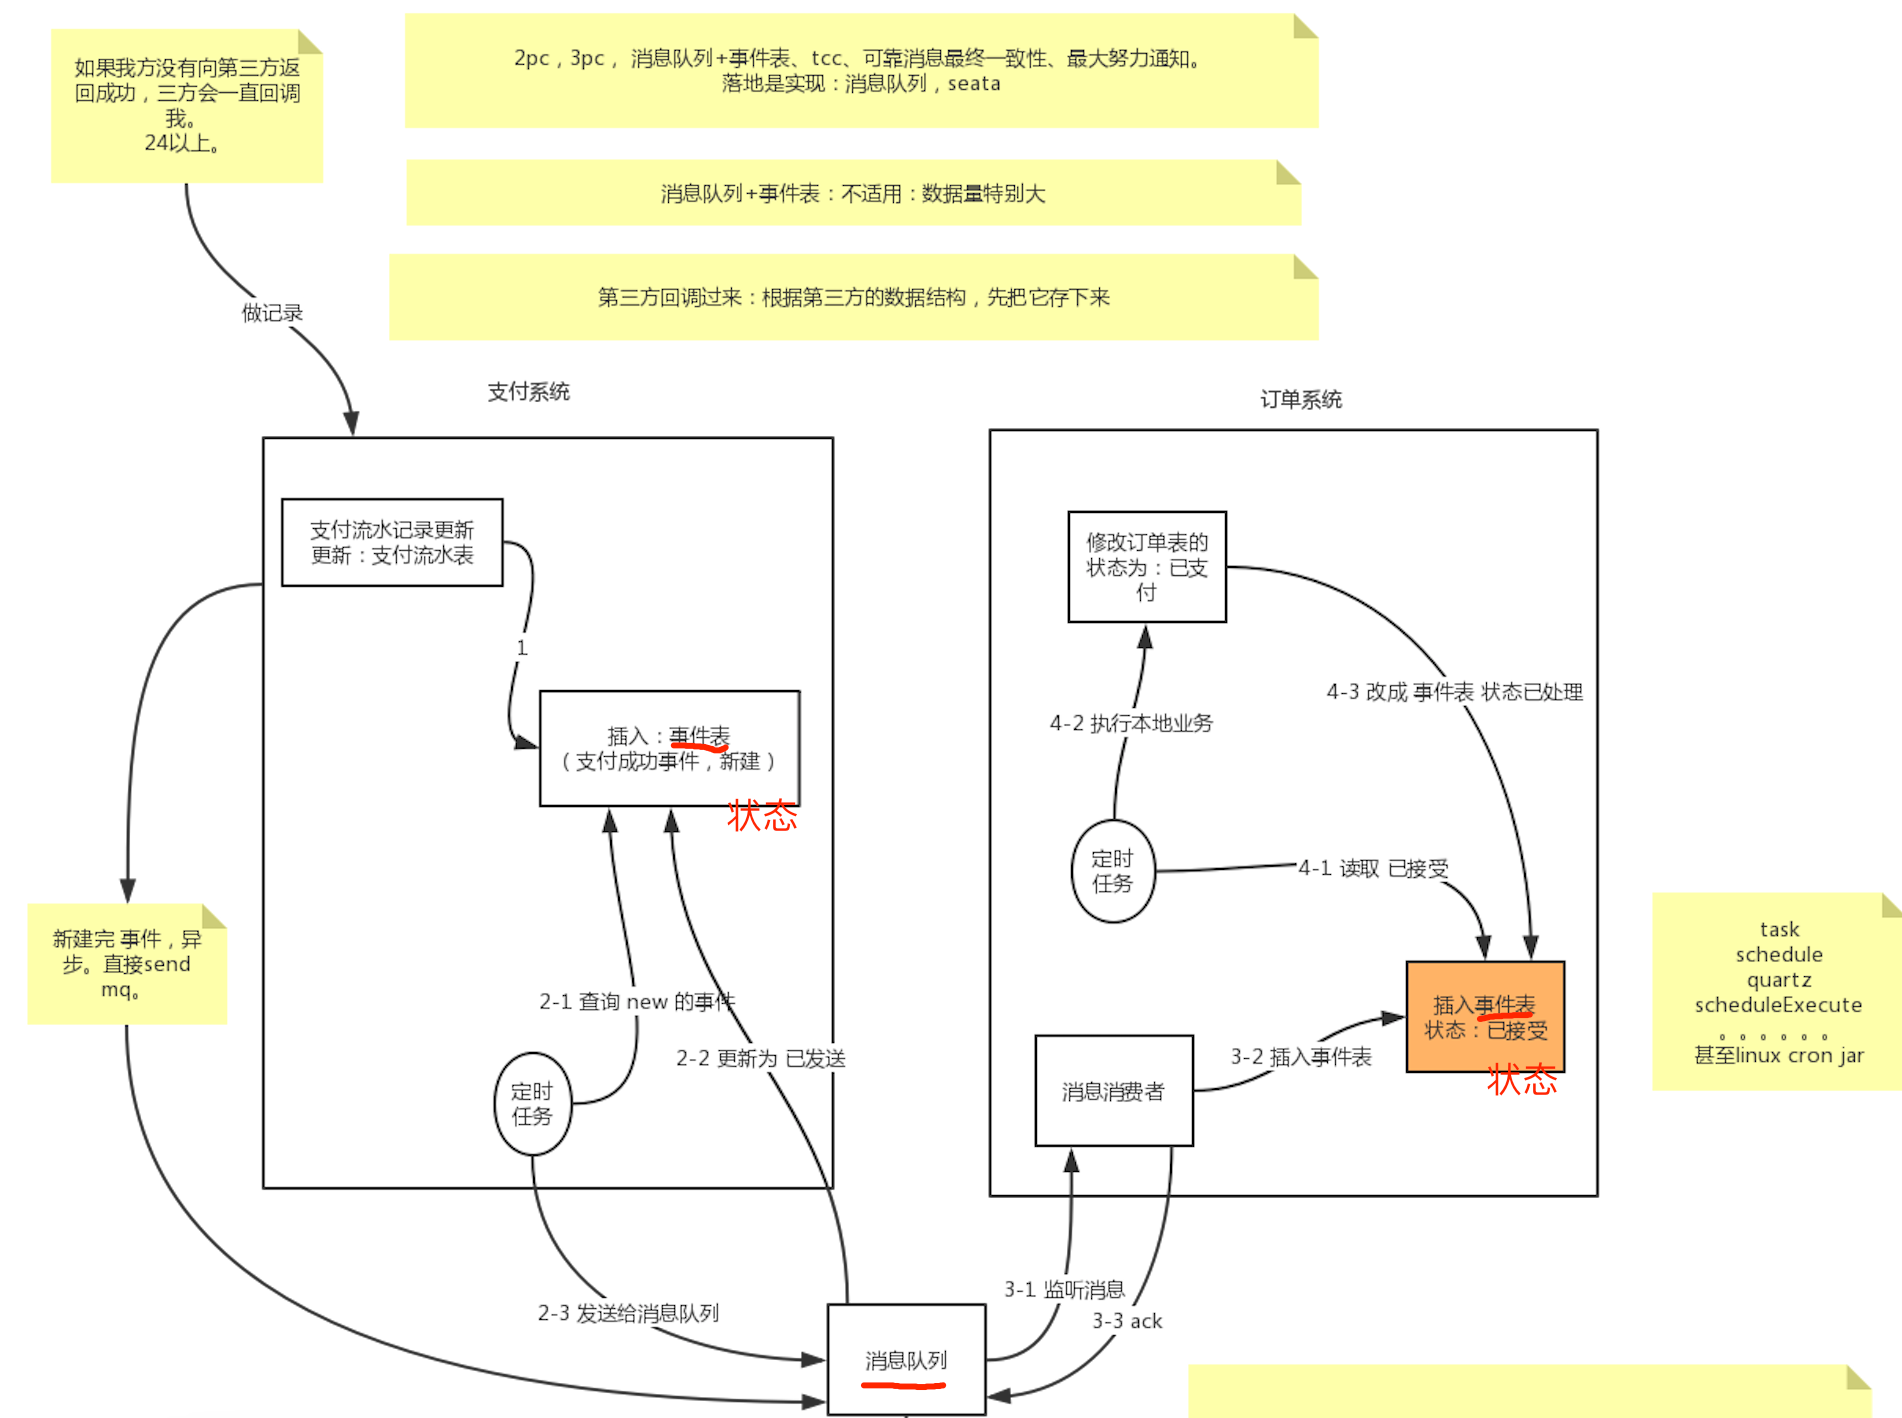 如果我方没有向第三方返
回成功，三方会一直回调
我。
24以上。
2pc，3pc， 消息队列+事件表、tcc、可靠消息最终一致性、最大努力通知。
落地是实现：消息队列，seata
消息队列+事件表：不适用：数据量特别大
第三方回调过来：根据第三方的数据结构，先把它存下来
做记录
支付系统
订单系统
支付流水记录更新
更新：支付流水表
1
插入：事件表
（支付成功事件，新建）
状态
修改订单表的
状态为：已支
付
4-3 改成 事件表 状态已处理
4-2 执行本地业务
定时
任务
4-1 读取 已接受
新建完 事件，异
步。直接send
mq。
2-1 查询 new 的事件
2-2 更新为 已发送
定时
任务
插入事件表
状态：已接受
状态
3-2 插入事件表
消息消费者
task
schedule
quartz
scheduleExecute
。。。。。。
甚至linux cron jar
2-3 发送给消息队列
3-1 监听消息
3-3 ack
消息队列